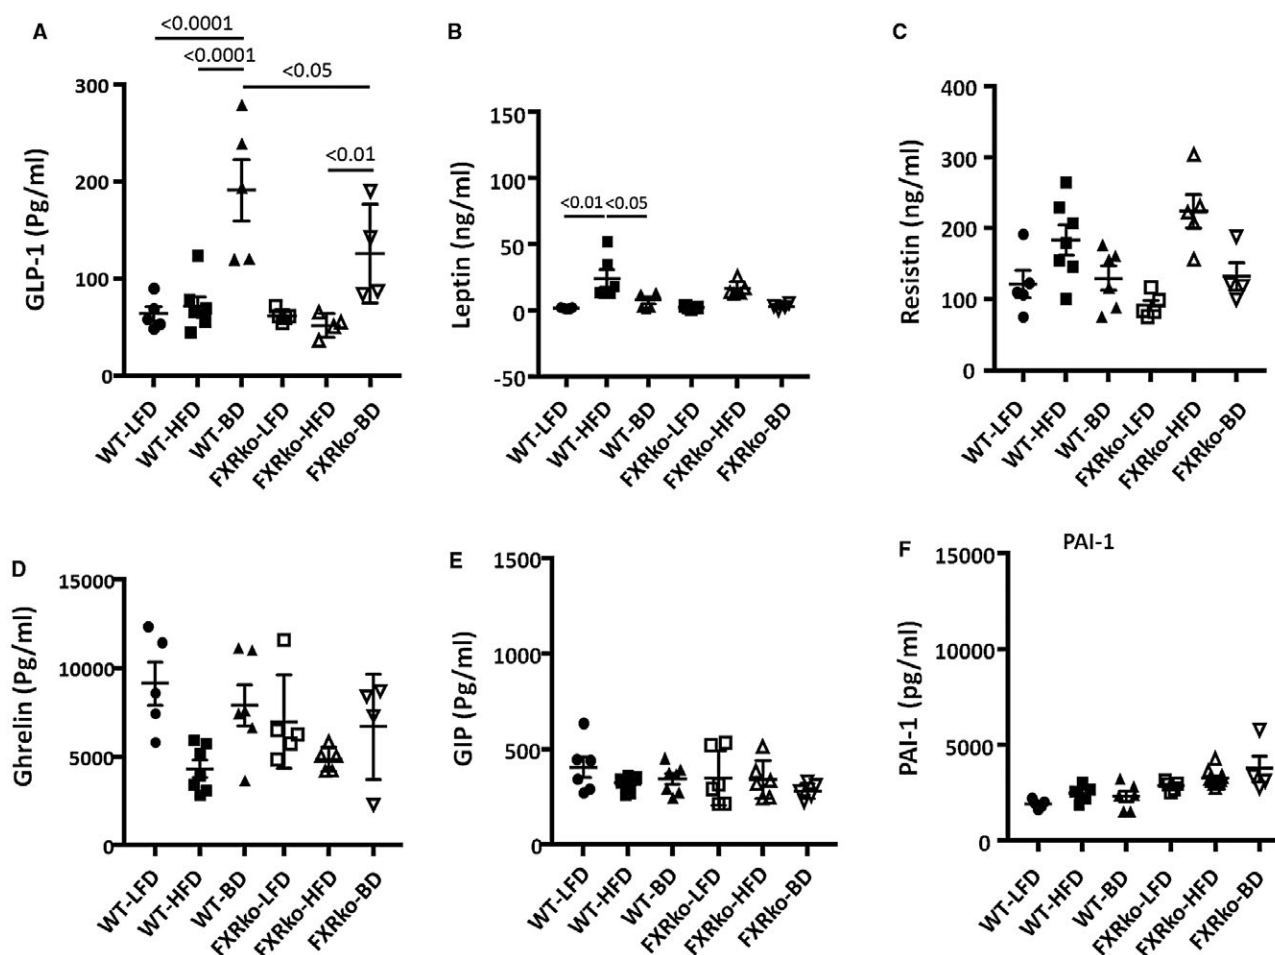 A
<0.0001
<0.0001
<0.05
<0.01
GLP-1 (Pg/ml)
300
200
100
0
WT-LFD
WT-HFD
WT-BD
FXRko-LFD
FXRko-HFD
FXRko-BD
B
<0.01
<0.05
Leptin (ng/ml)
150
100
50
0
-50
WT-LFD
WT-HFD
WT-BD
FXRko-LFD
FXRko-HFD
FXRko-BD
C
Resistin (ng/ml)
400
300
200
100
0
WT-LFD
WT-HFD
WT-BD
FXRko-LFD
FXRko-HFD
FXRko-BD
D
Ghrelin (Pg/ml)
15000
10000
5000
0
WT-LFD
WT-HFD
WT-BD
FXRko-LFD
FXRko-HFD
FXRko-BD
E
GIP (Pg/ml)
1500
1000
500
0
WT-LFD
WT-HFD
WT-BD
FXRko-LFD
FXRko-HFD
FXRko-BD
F
PAI-1
PAI-1 (pg/ml)
15000
10000
5000
0
WT-LFD
WT-HFD
WT-BD
FXRko-LFD
FXRko-HFD
FXRko-BD